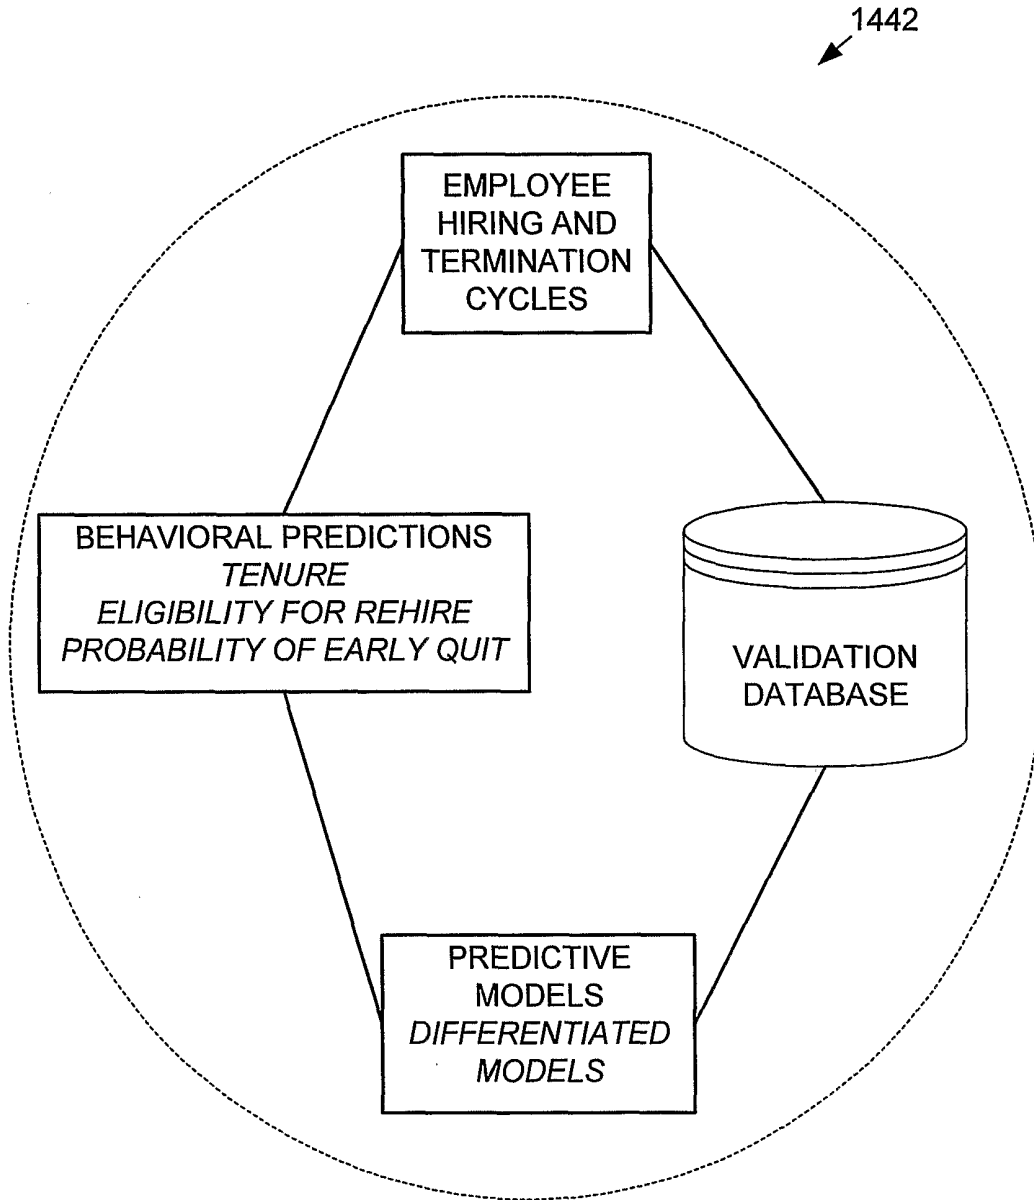 1442
EMPLOYEE
HIRING AND
TERMINATION
CYCLES
BEHAVIORAL PREDICTIONS
TENURE
ELIGIBILITY FOR REHIRE
PROBABILITY OF EARLY QUIT
VALIDATION
DATABASE
PREDICTIVE
MODELS
DIFFERENTIATED
MODELS